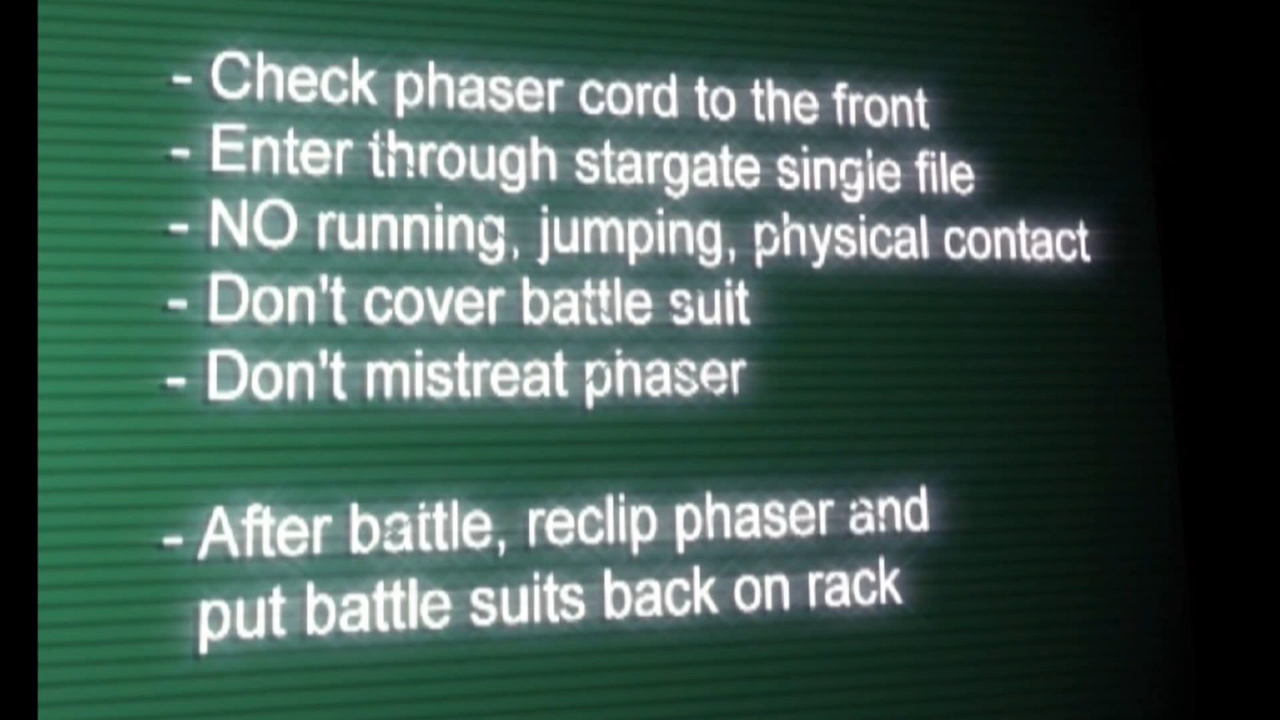 - Check phaser cord to the front
- Enter through stargate single file
- NO running, jumping, physical contact
- Don't cover battle suit
- Don't mistreat phaser
- After battle, reclip phaser and
put battle suits back on rack